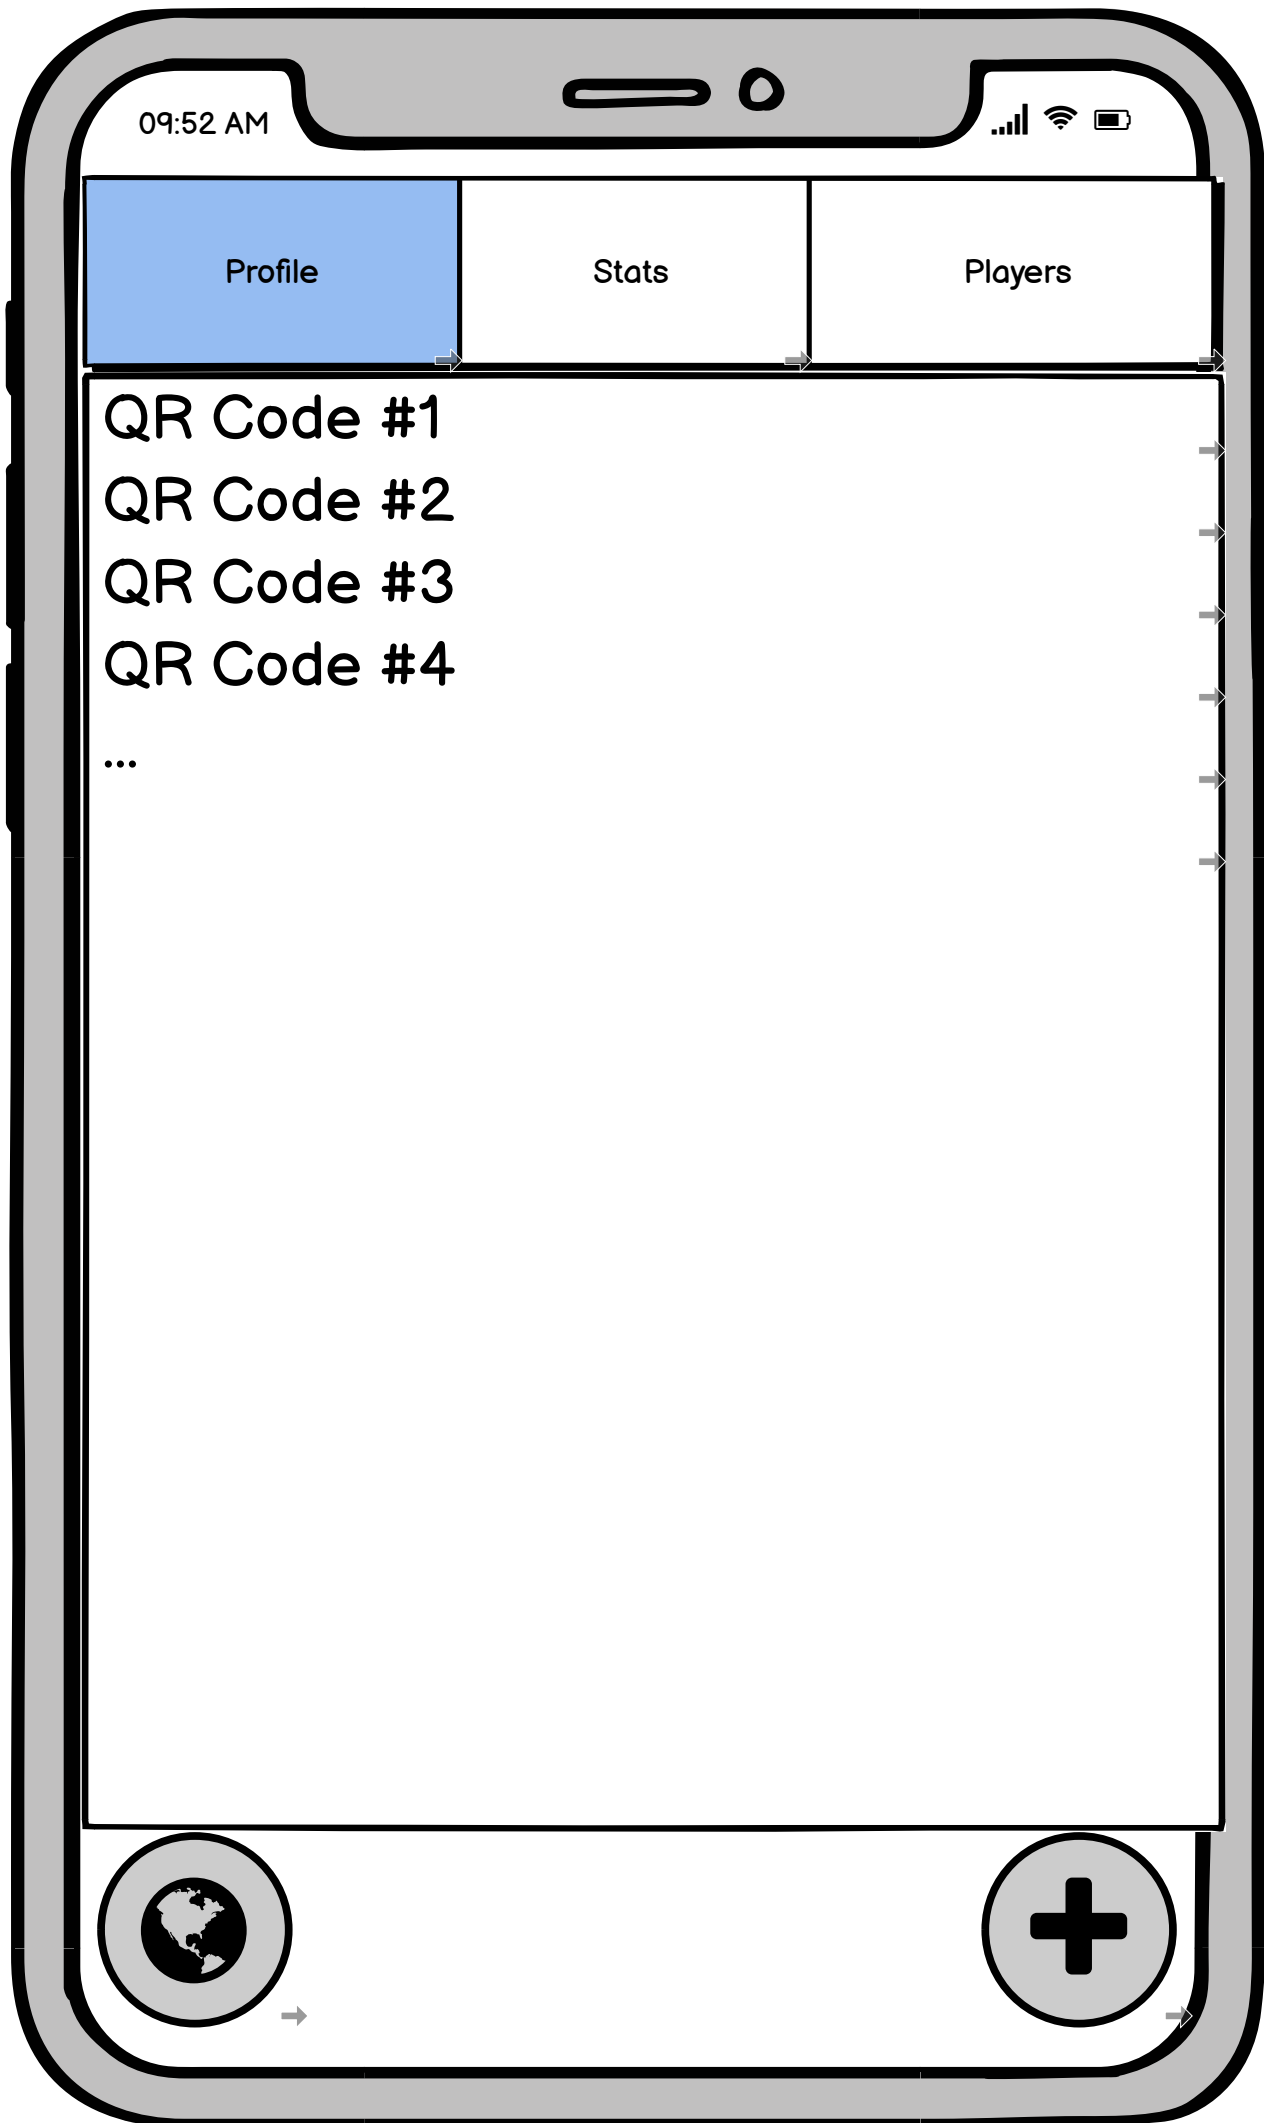 09:52 AM
Profile Stats Players
QR Code #1
QR Code #2
QR Code #3
QR Code #4
...